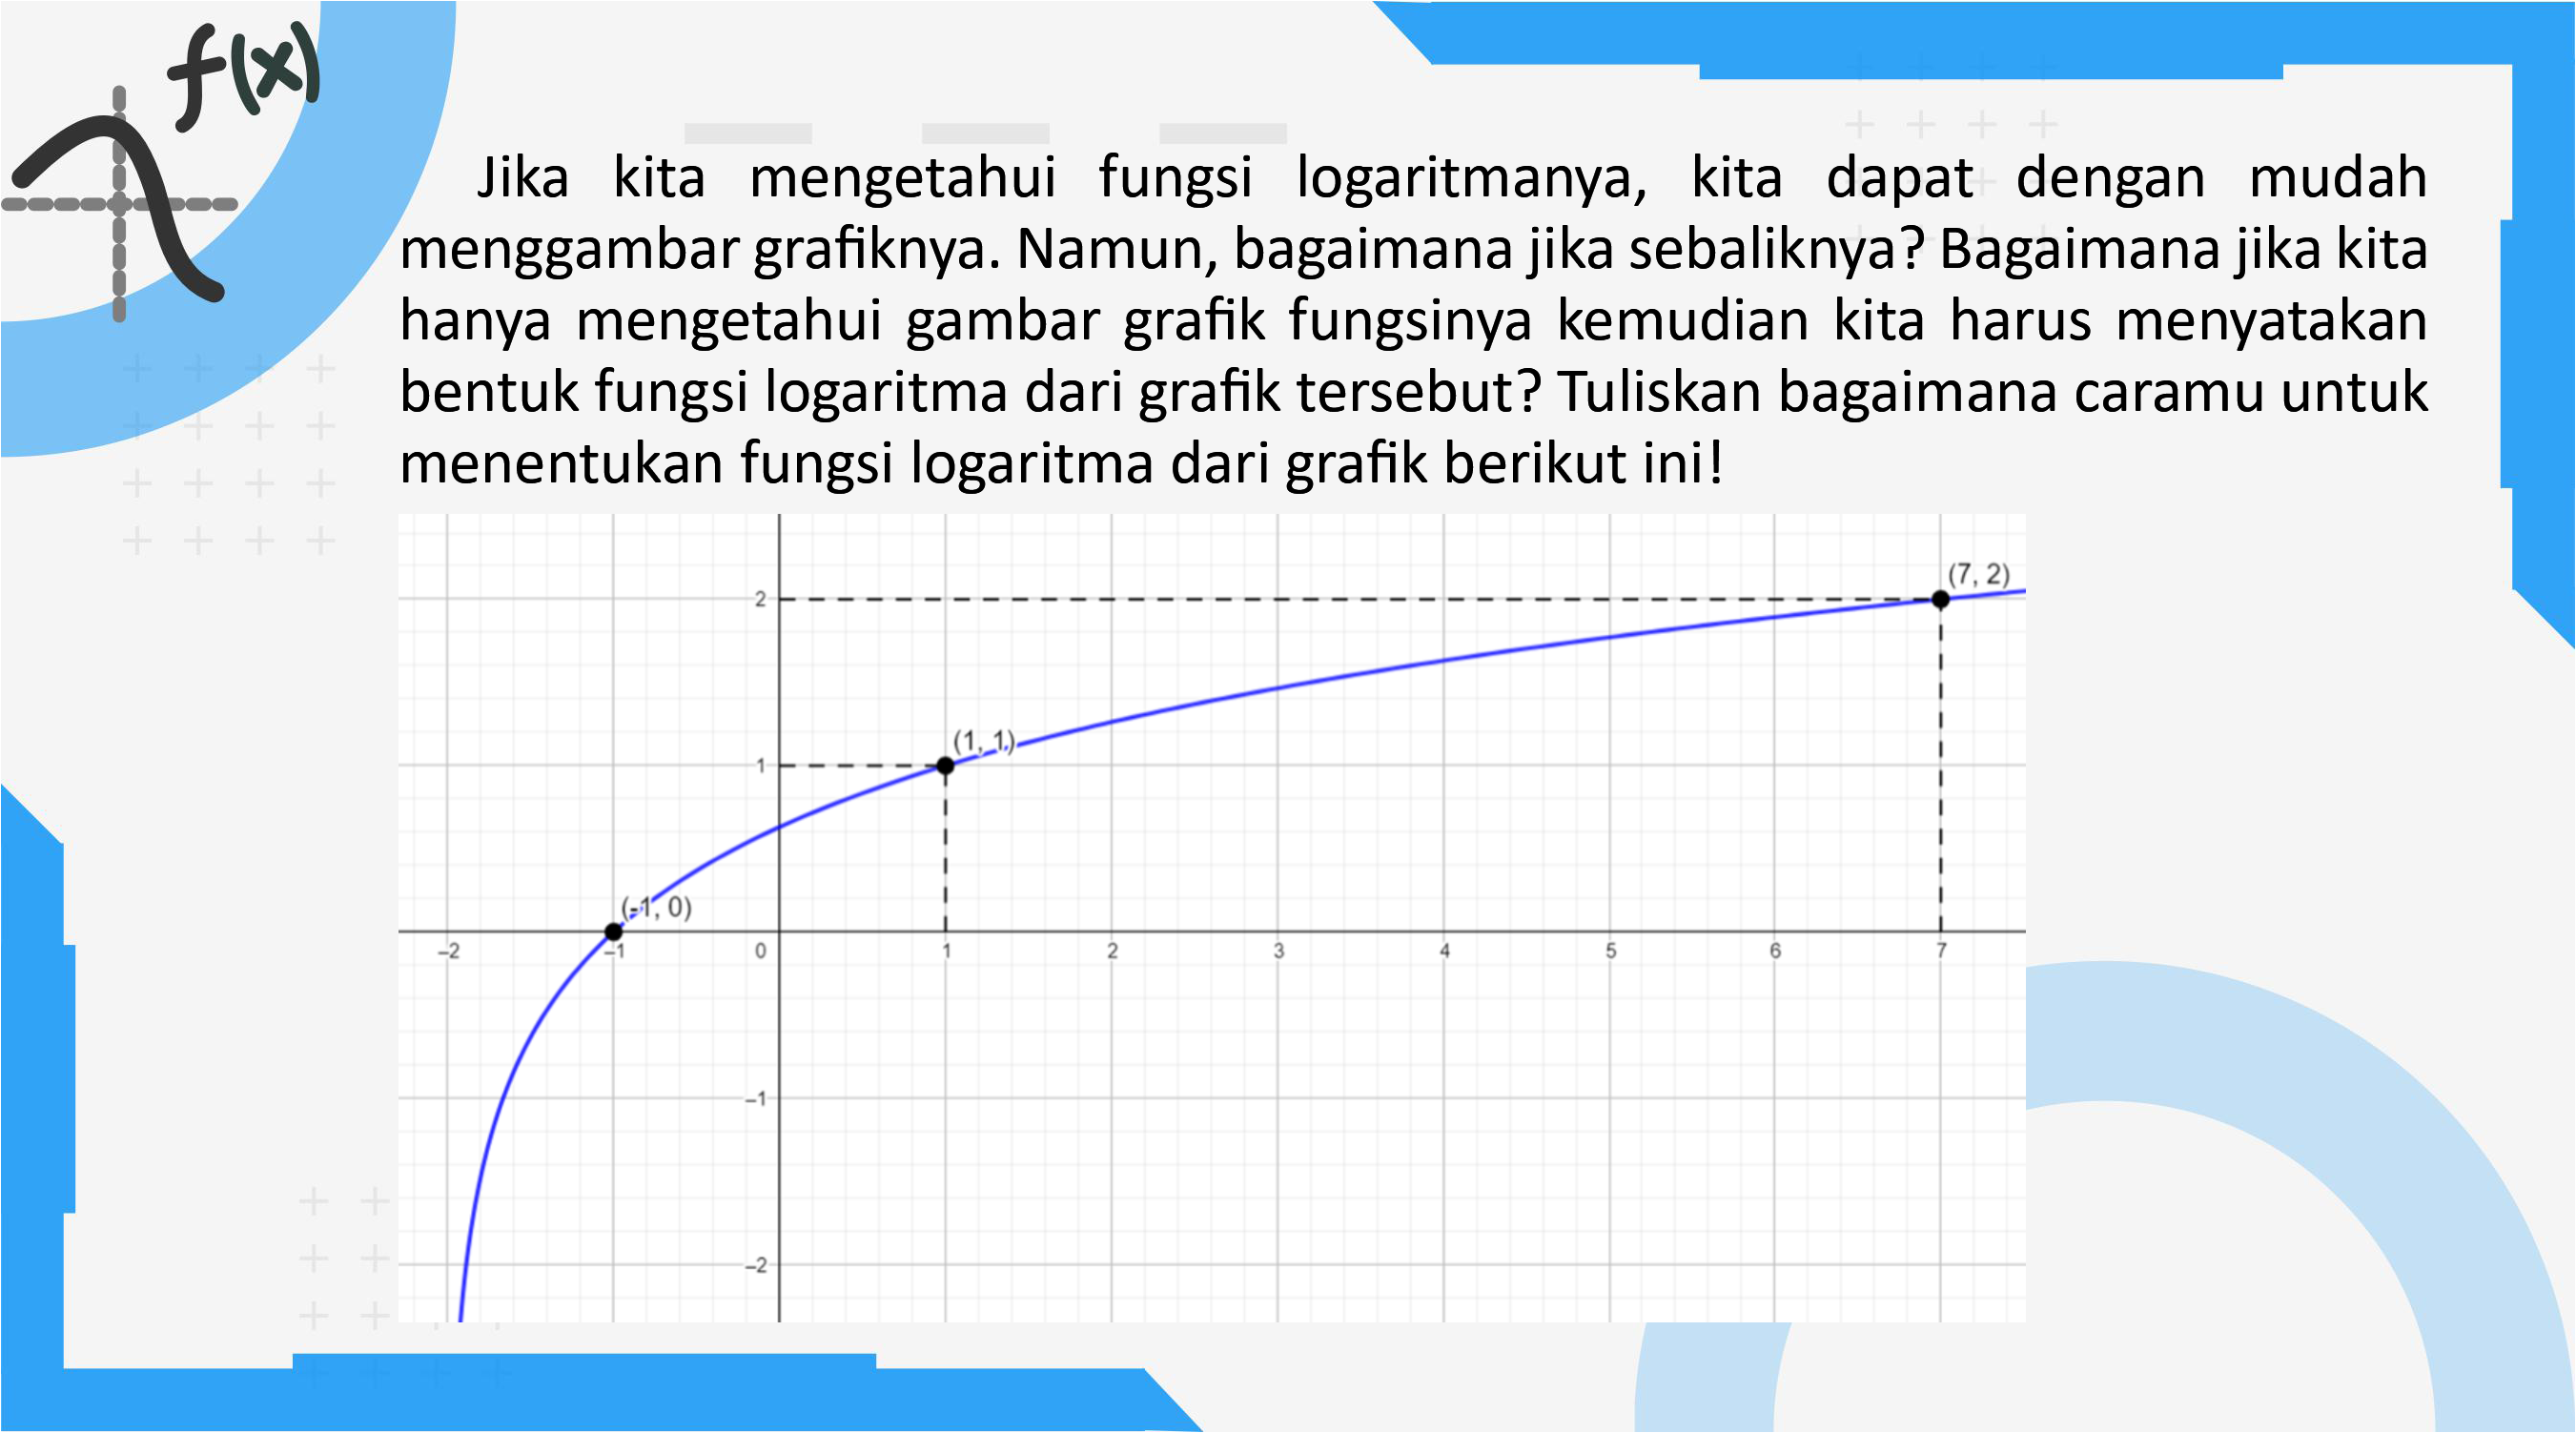 f(x)
Jika kita mengetahui fungsi logaritmanya, kita dapat dengan mudah
menggambar grafiknya. Namun, bagaimana jika sebaliknya? Bagaimana jika kita
hanya mengetahui gambar grafik fungsinya kemudian kita harus menyatakan
bentuk fungsi logaritma dari grafik tersebut? Tuliskan bagaimana caramu untuk
menentukan fungsi logaritma dari grafik berikut ini!
(7, 2)
2
(1, 1)
1
(-1, 0)
–2 –1 0 1 2 3 4 5 6 7
–1
–2